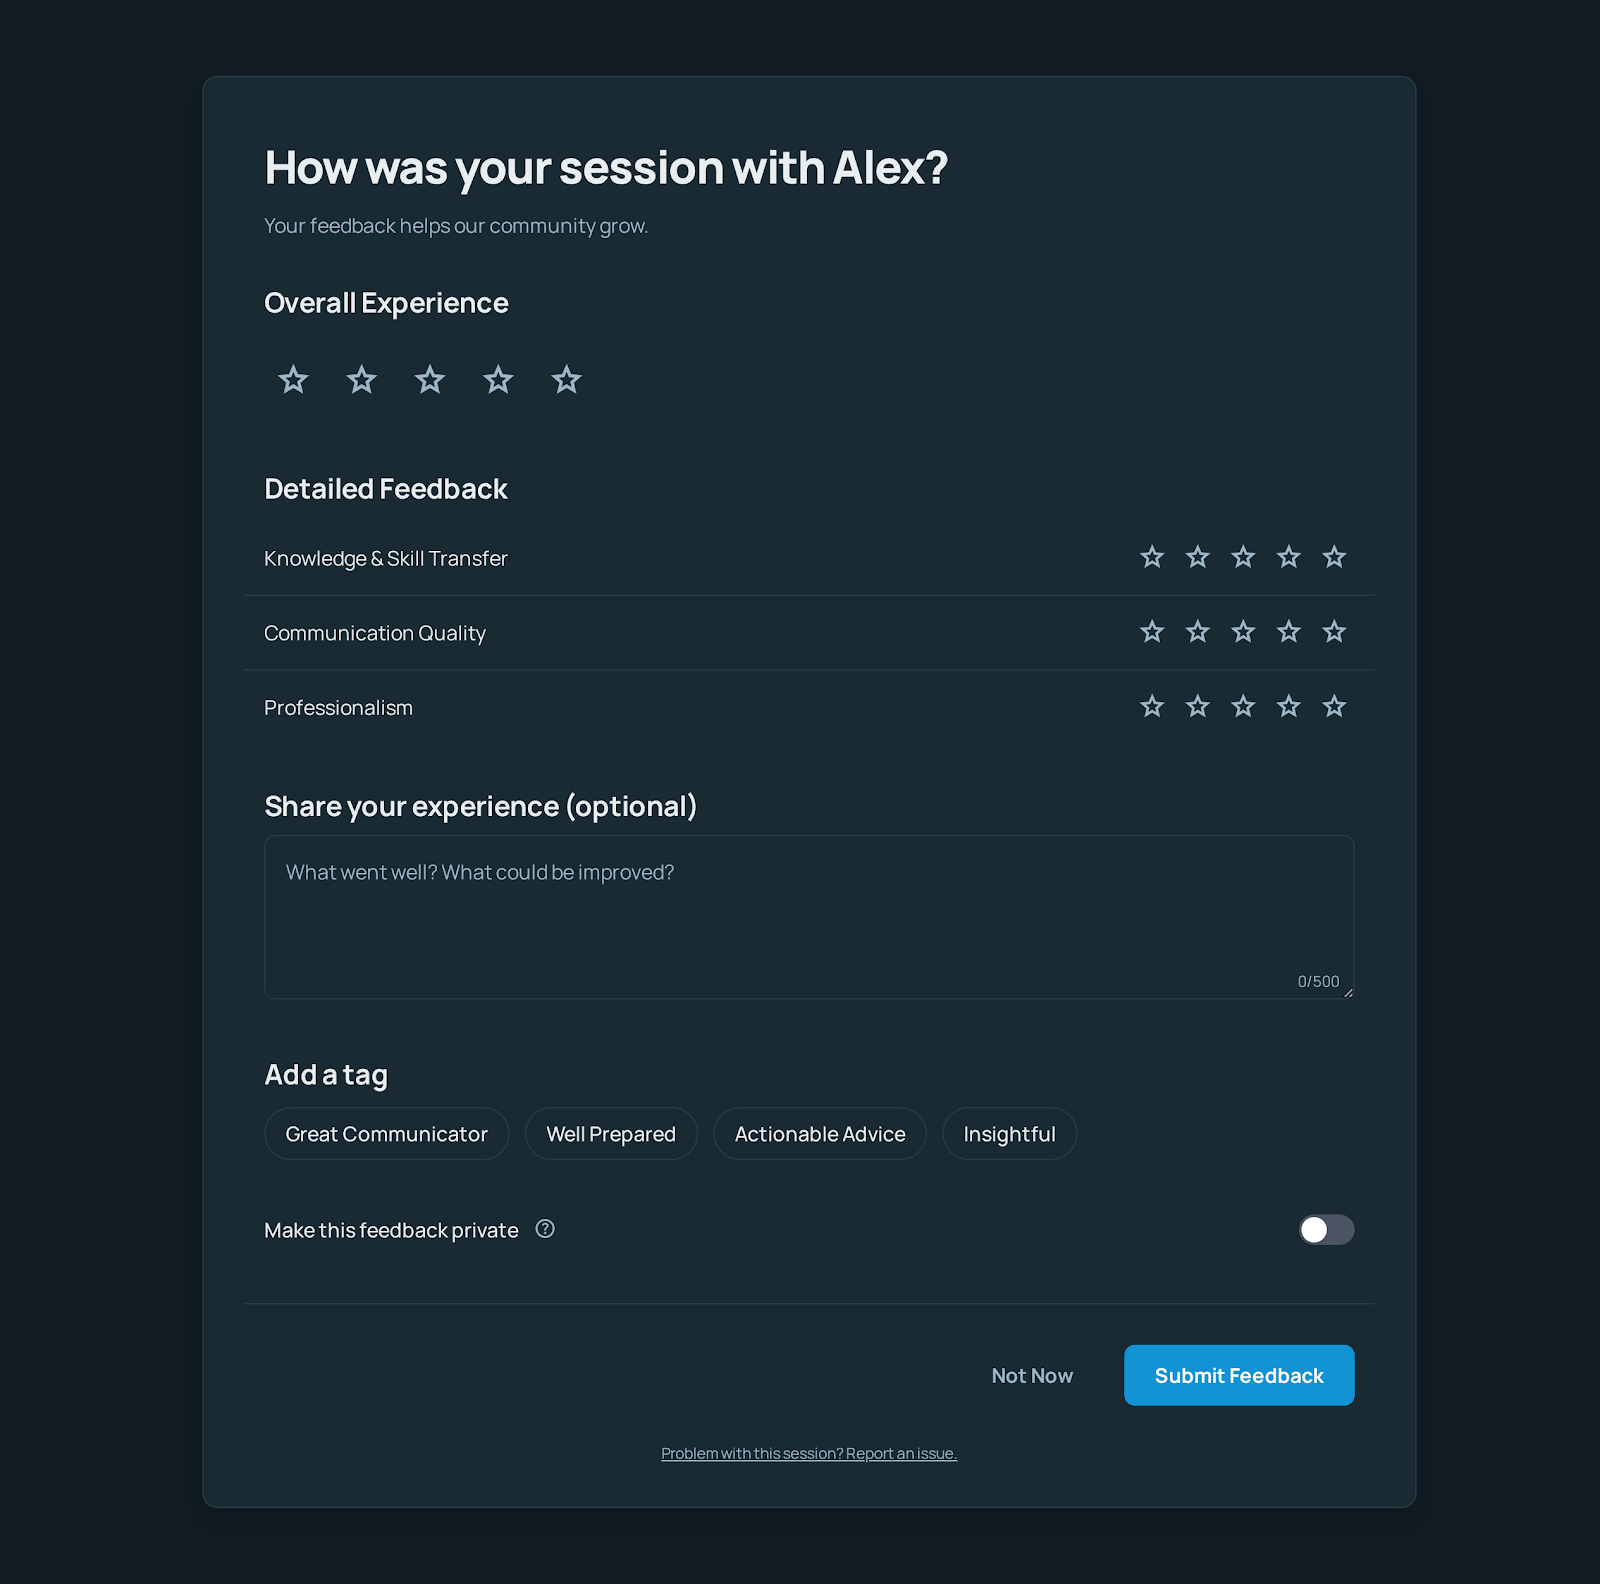 How was your session with Alex?
Your feedback helps our community grow.
Overall Experience
Detailed Feedback
Knowledge & Skill Transfer
Communication Quality
Professionalism
Share your experience (optional)
What went well? What could be improved?
0/500
Add a tag
Great Communicator
Well Prepared
Actionable Advice
Insightful
Make this feedback private
Not Now
Submit Feedback
Problem with this session? Report an issue.